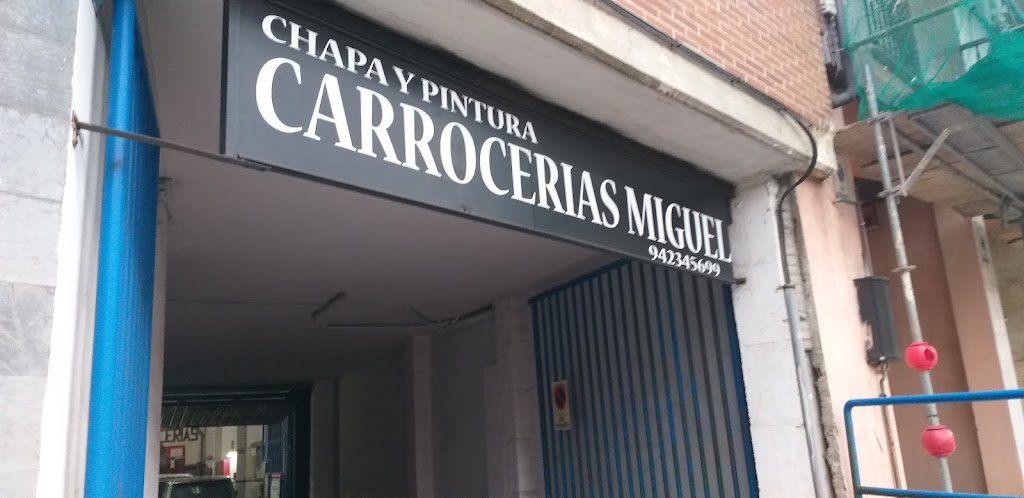 CHAPA Y PINTURA
CARROCERIAS MIGUEL
942345699